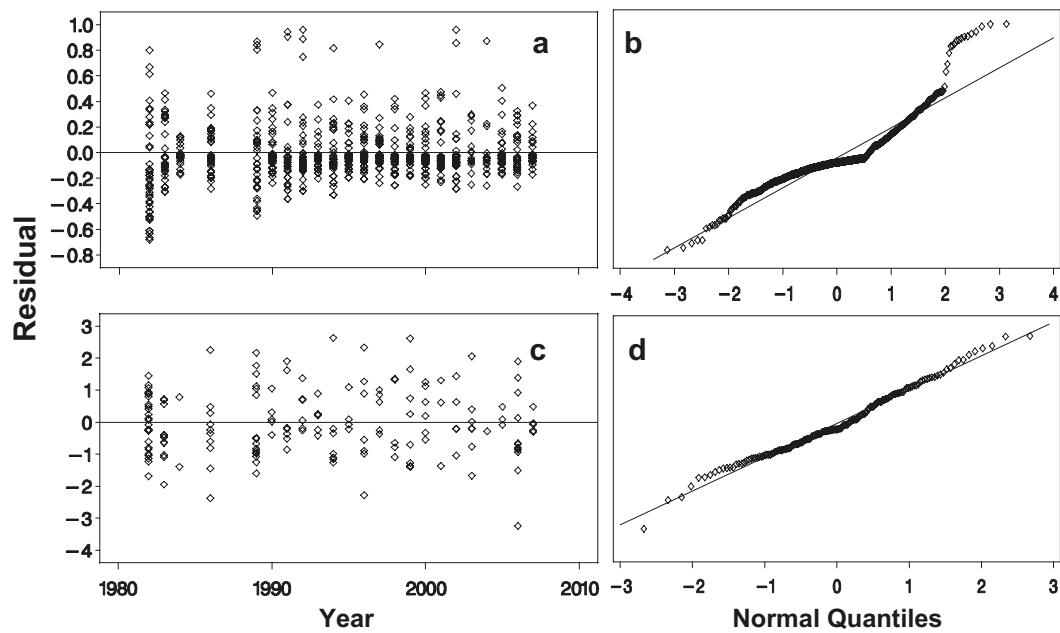 Residual
a
1.0
0.8
0.6
0.4
0.2
0.0
−0.2
−0.4
−0.6
−0.8
b
−4 −3 −2 −1 0 1 2 3 4
c
3
2
1
0
−1
−2
−3
−4
1980 1990 2000 2010
Year
d
−3 −2 −1 0 1 2 3
Normal Quantiles